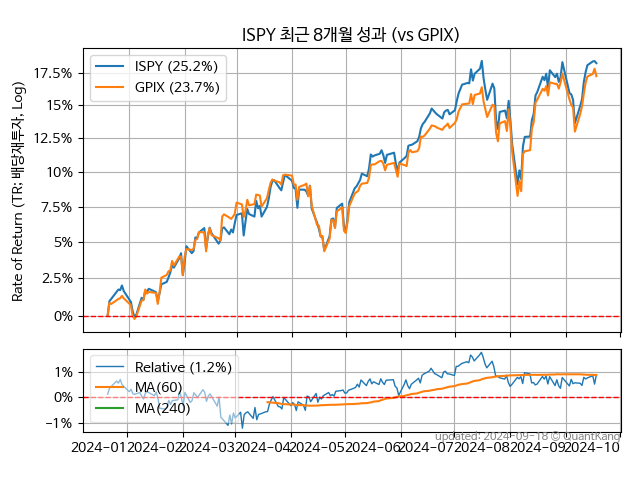 ISPY 최근 8개월 성과 (vs GPIX)
Rate of Return (TR: 배당재투자, Log)
17.5%
15%
12.5%
10%
7.5%
5%
2.5%
0%
ISPY (25.2%)
GPIX (23.7%)
1%
0%
−1%
Relative (1.2%)
MA(60)
MA(240)
updated: 2024-09-18 © QuantKang
2024-01 2024-02 2024-03 2024-04 2024-05 2024-06 2024-07 2024-08 2024-09 2024-10